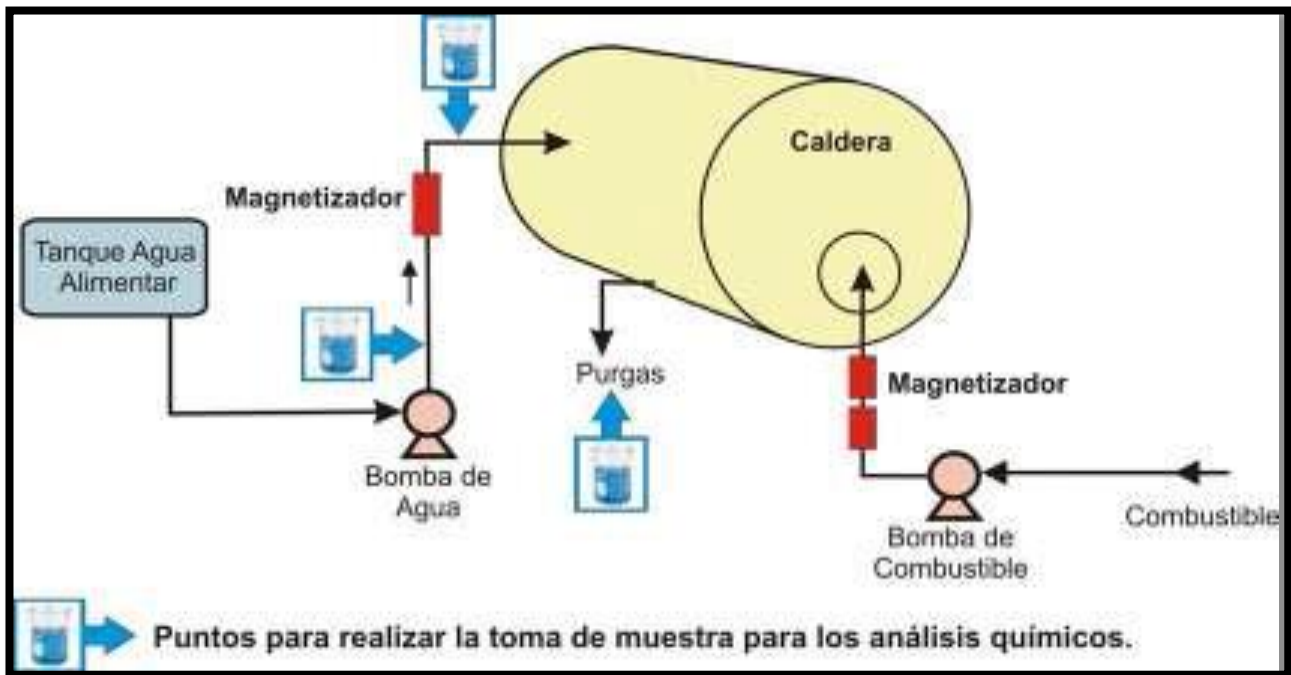 Caldera
Magnetizador
Tanque Agua
Alimentar
Purgas
Magnetizador
Bomba de
Agua
Combustible
Bomba de
Combustible
Puntos para realizar la toma de muestra para los análisis químicos.